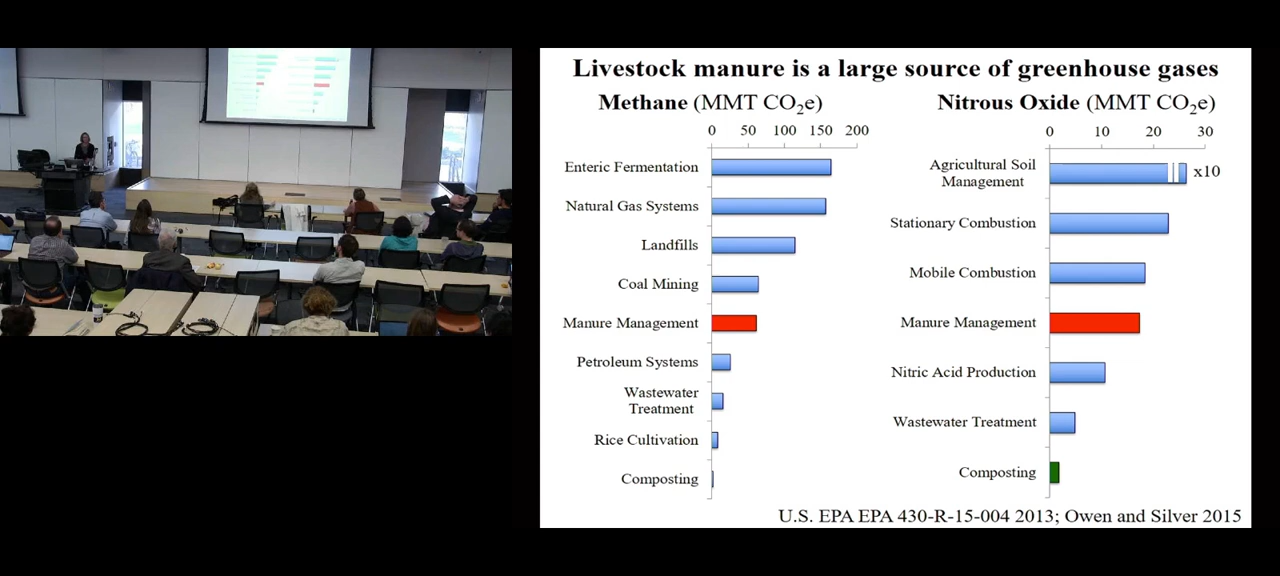 Livestock manure is a large source of greenhouse gases
Methane (MMT CO2e)
0 50 100 150 200
Enteric Fermentation
Natural Gas Systems
Landfills
Coal Mining
Manure Management
Petroleum Systems
Wastewater
Treatment
Rice Cultivation
Composting
Nitrous Oxide (MMT CO2e)
0 10 20 30
Agricultural Soil
Management
x10
Stationary Combustion
Mobile Combustion
Manure Management
Nitric Acid Production
Wastewater Treatment
Composting
U.S. EPA EPA 430-R-15-004 2013; Owen and Silver 2015